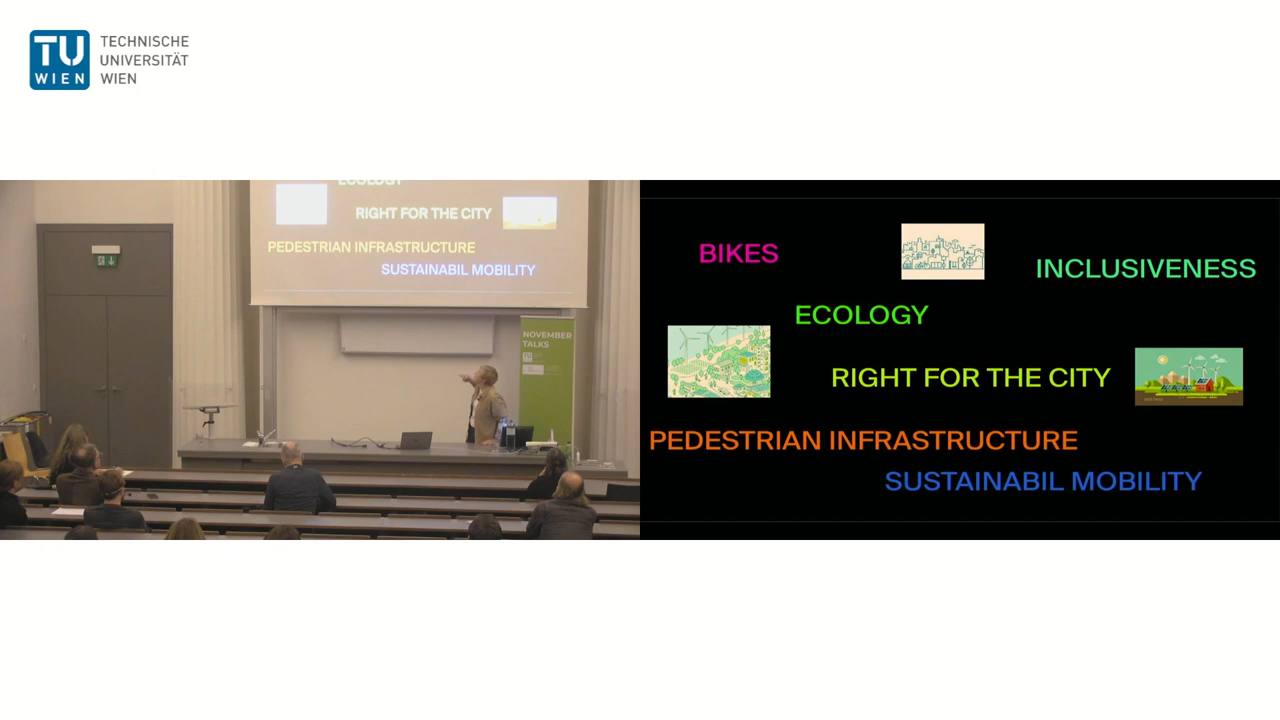 TU
WIEN
TECHNISCHE
UNIVERSITÄT
WIEN
ECOLOGY
RIGHT FOR THE CITY
PEDESTRIAN INFRASTRUCTURE
SUSTAINABIL MOBILITY
NOVEMBER
TALKS
TU
BIKES
INCLUSIVENESS
ECOLOGY
RIGHT FOR THE CITY
PEDESTRIAN INFRASTRUCTURE
SUSTAINABIL MOBILITY